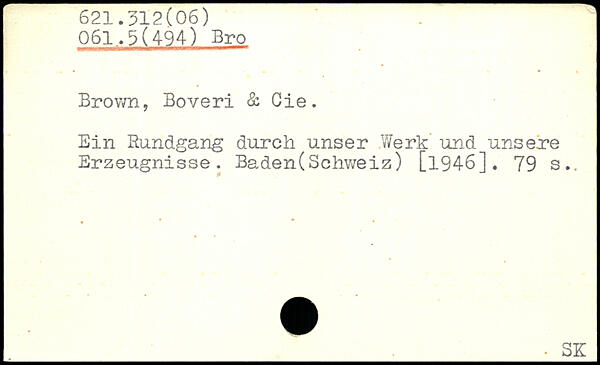 621.312(06)
061.5(494) Bro
Brown, Boveri & Cie.
Ein Rundgang durch unser Werk und unsere
Erzeugnisse. Baden(Schweiz) [1946]. 79 s.
SK